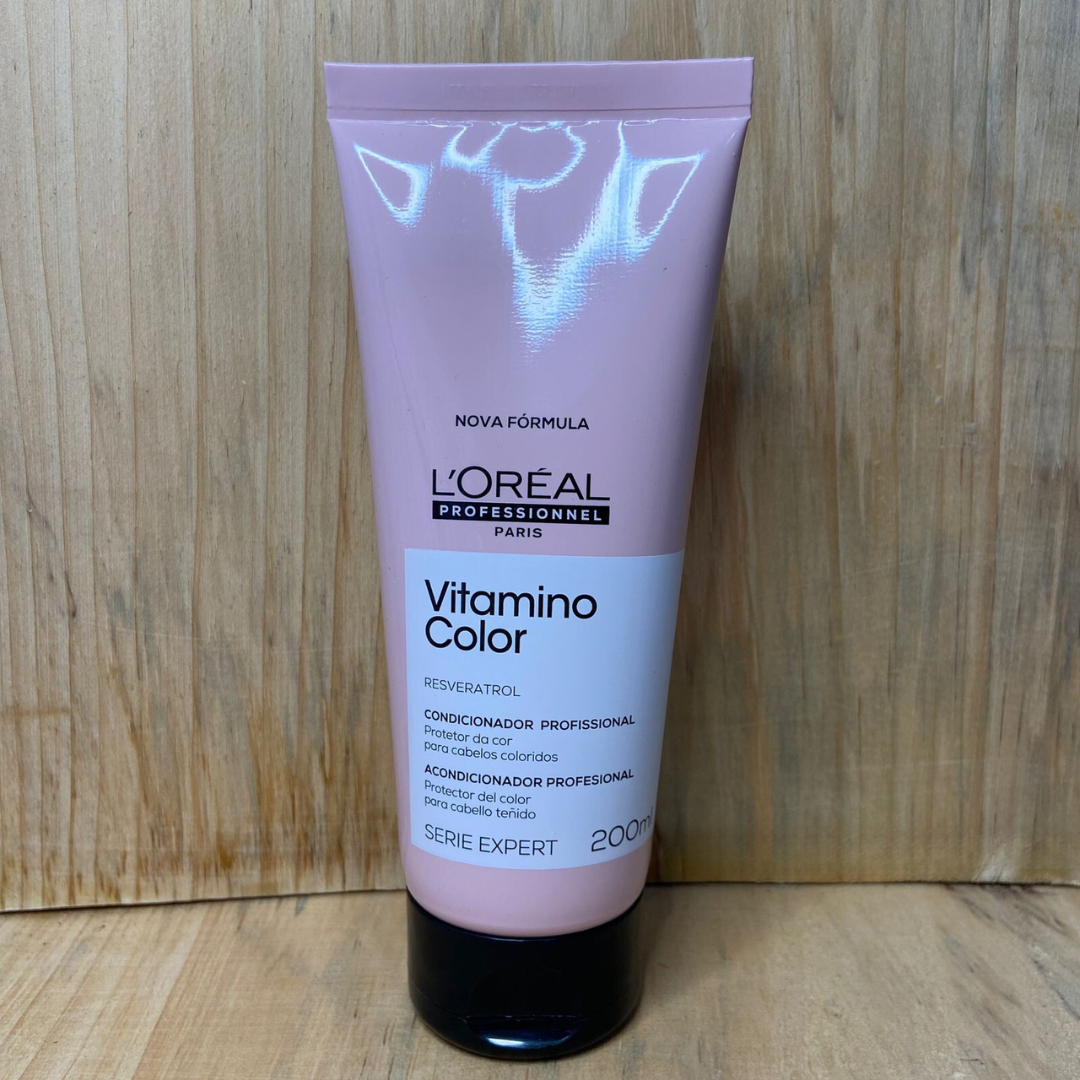 NOVA FÓRMULA
L'ORÉAL
PROFESSIONNEL
PARIS
Vitamino
Color
RESVERATROL
CONDICIONADOR PROFISSIONAL
Protetor da cor
para cabelos coloridos
ACONDICIONADOR PROFESIONAL
Protector del color
para cabello teñido
SERIE EXPERT 200ml